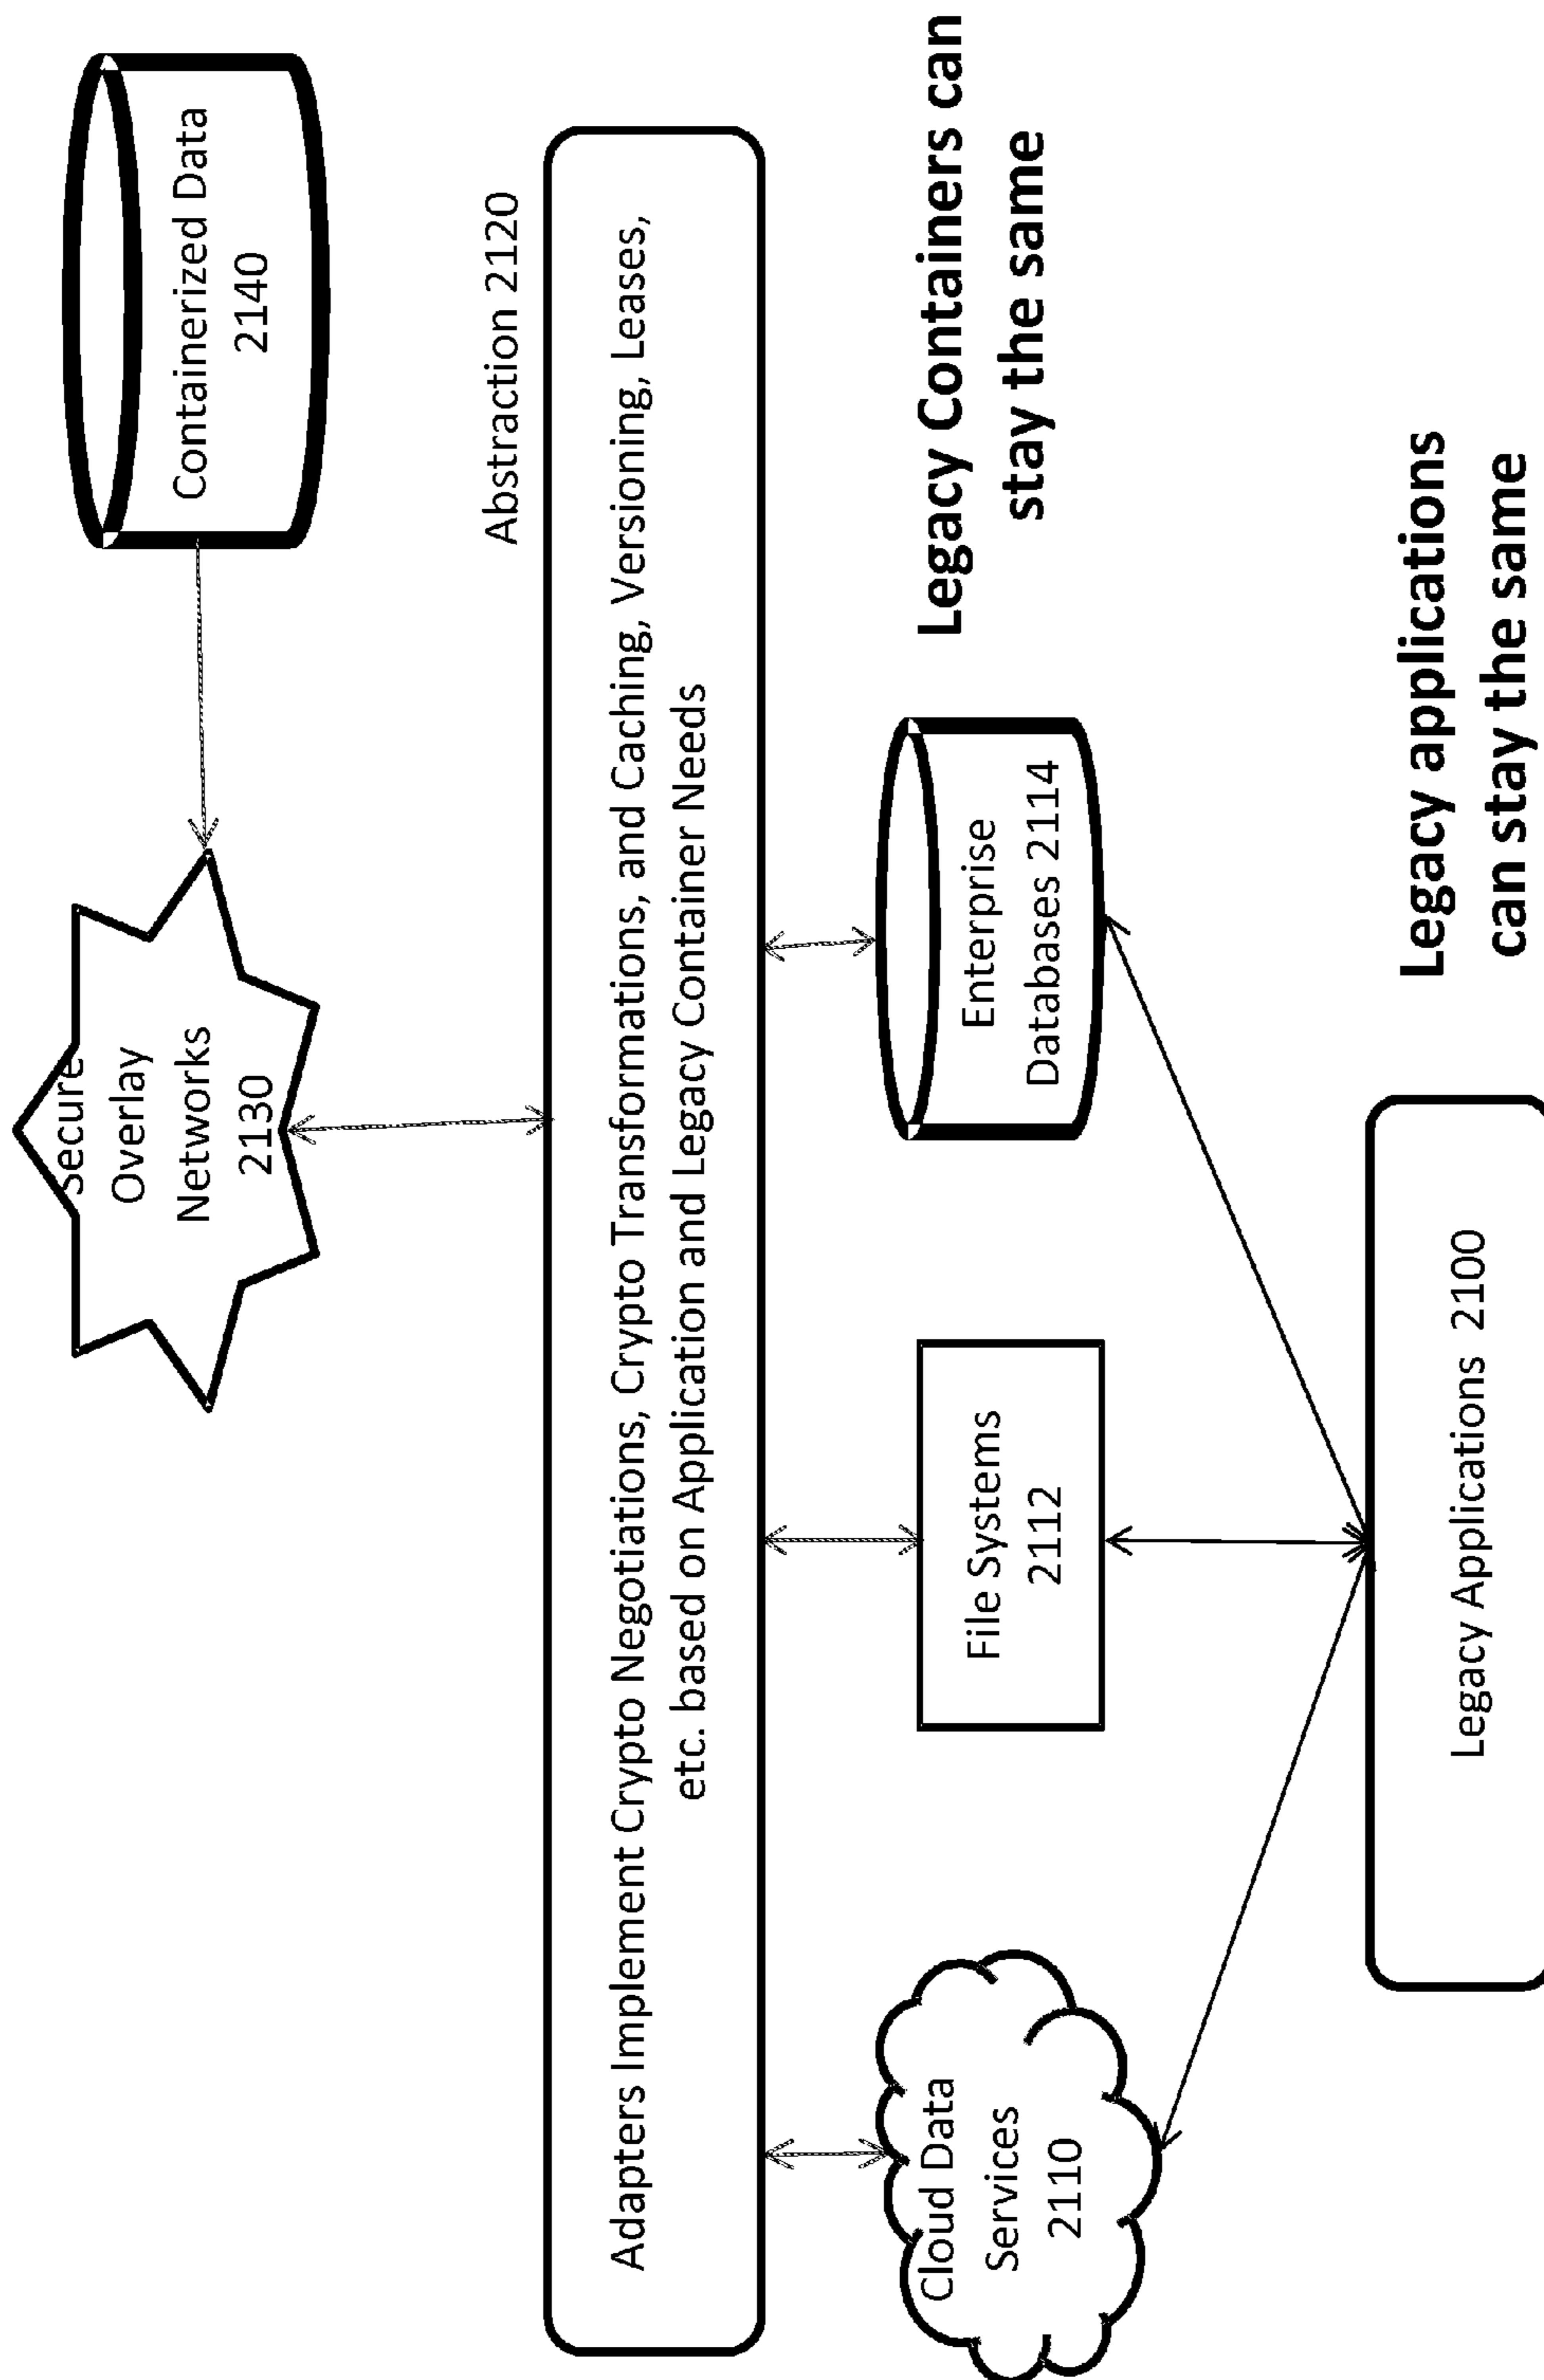 Secure
Overlay
Networks
2130
Containerized Data
2140
Abstraction 2120
Adapters Implement Crypto Negotiations, Crypto Transformations, and Caching, Versioning, Leases,
etc. based on Application and Legacy Container Needs
Cloud Data
Services
2110
File Systems
2112
Enterprise
Databases 2114
Legacy Containers can
stay the same
Legacy Applications 2100
Legacy applications
can stay the same